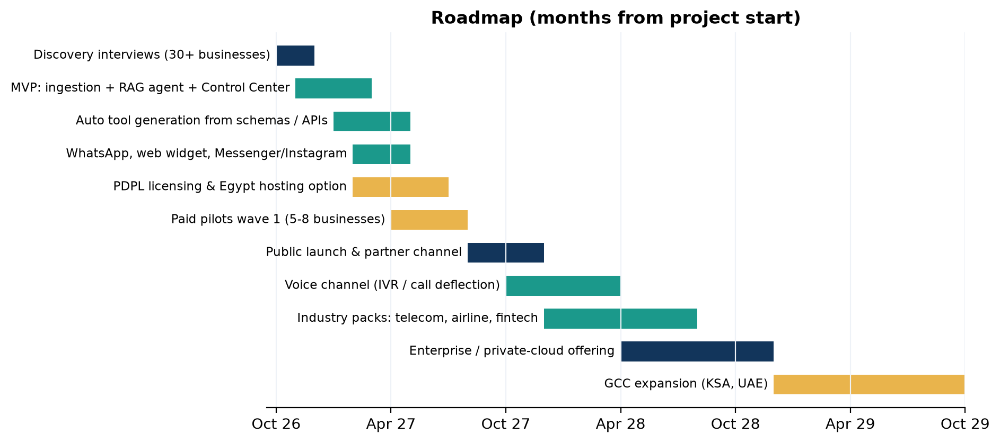 Roadmap (months from project start)
Discovery interviews (30+ businesses)
MVP: ingestion + RAG agent + Control Center
Auto tool generation from schemas / APIs
WhatsApp, web widget, Messenger/Instagram
PDPL licensing & Egypt hosting option
Paid pilots wave 1 (5-8 businesses)
Public launch & partner channel
Voice channel (IVR / call deflection)
Industry packs: telecom, airline, fintech
Enterprise / private-cloud offering
GCC expansion (KSA, UAE)
Oct 26 Apr 27 Oct 27 Apr 28 Oct 28 Apr 29 Oct 29